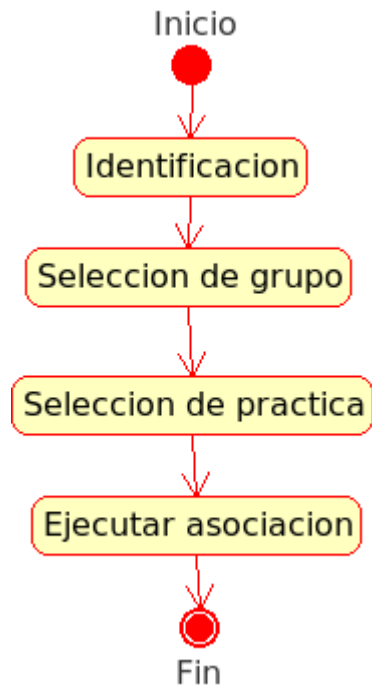 Inicio
Identificacion
Seleccion de grupo
Seleccion de practica
Ejecutar asociacion
Fin